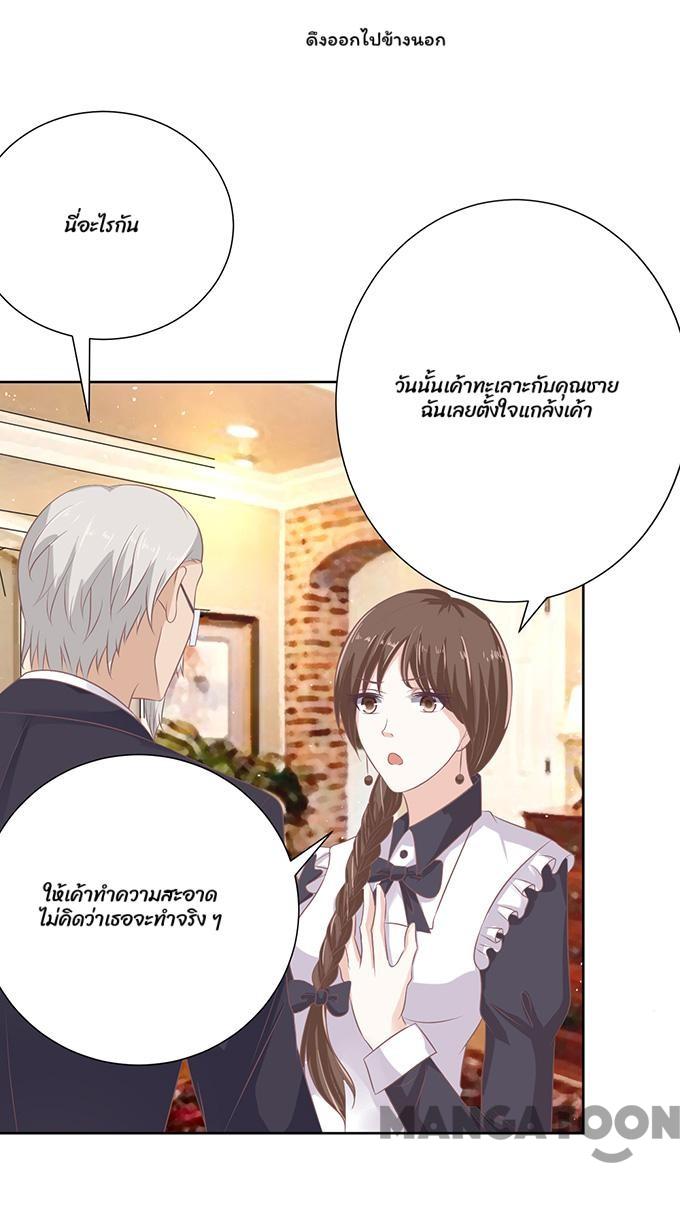 ดึงออกไปข้างนอก
นี่อะไรกัน
วันนั้นเค้าทะเลาะกับคุณชาย
ฉันเลยตั้งใจแกล้งเค้า
ให้เค้าทำความสะอาด
ไม่คิดว่าเธอจะทำจริง ๆ
MANGATOON